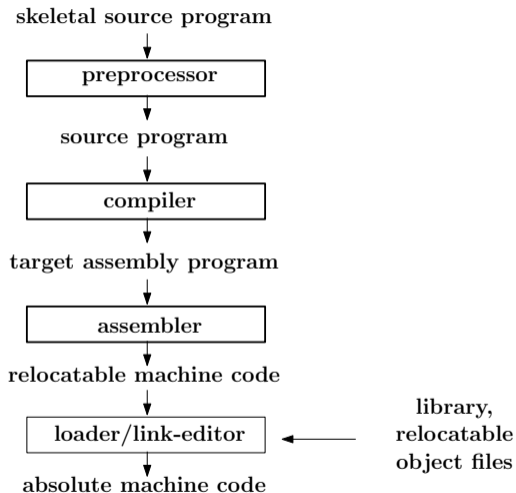 skeletal source program
preprocessor
source program
compiler
target assembly program
assembler
relocatable machine code
loader/link-editor
library,
relocatable
object files
absolute machine code